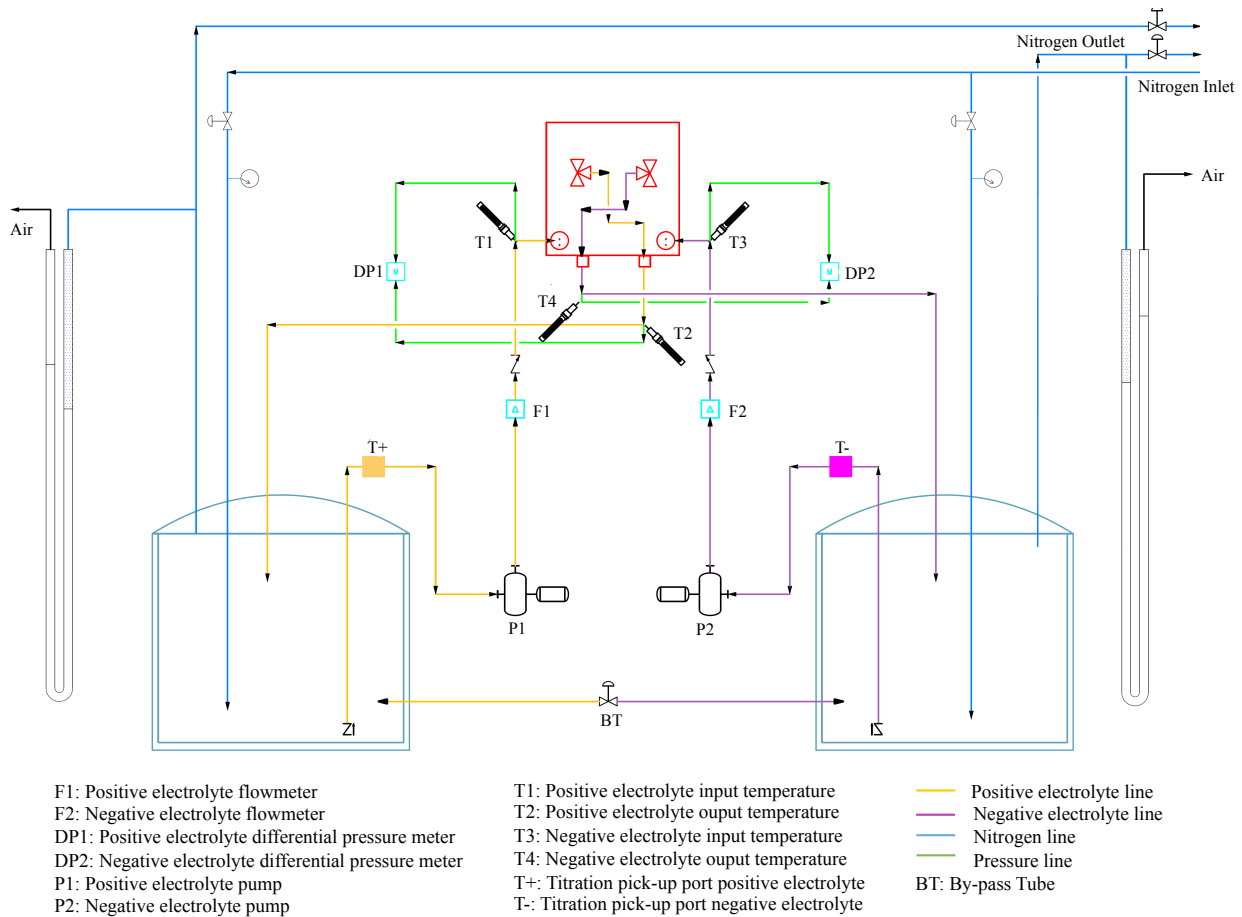 Nitrogen Outlet
Nitrogen Inlet
Air
Air
T1
T3
DP1
DP2
M
M
T4
T2
F1
F2
T+
T-
P1
P2
BT
F1: Positive electrolyte flowmeter
F2: Negative electrolyte flowmeter
DP1: Positive electrolyte differential pressure meter
DP2: Negative electrolyte differential pressure meter
P1: Positive electrolyte pump
P2: Negative electrolyte pump
T1: Positive electrolyte input temperature
T2: Positive electrolyte ouput temperature
T3: Negative electrolyte input temperature
T4: Negative electrolyte ouput temperature
T+: Titration pick-up port positive electrolyte
T-: Titration pick-up port negative electrolyte
Positive electrolyte line
Negative electrolyte line
Nitrogen line
Pressure line
BT: By-pass Tube